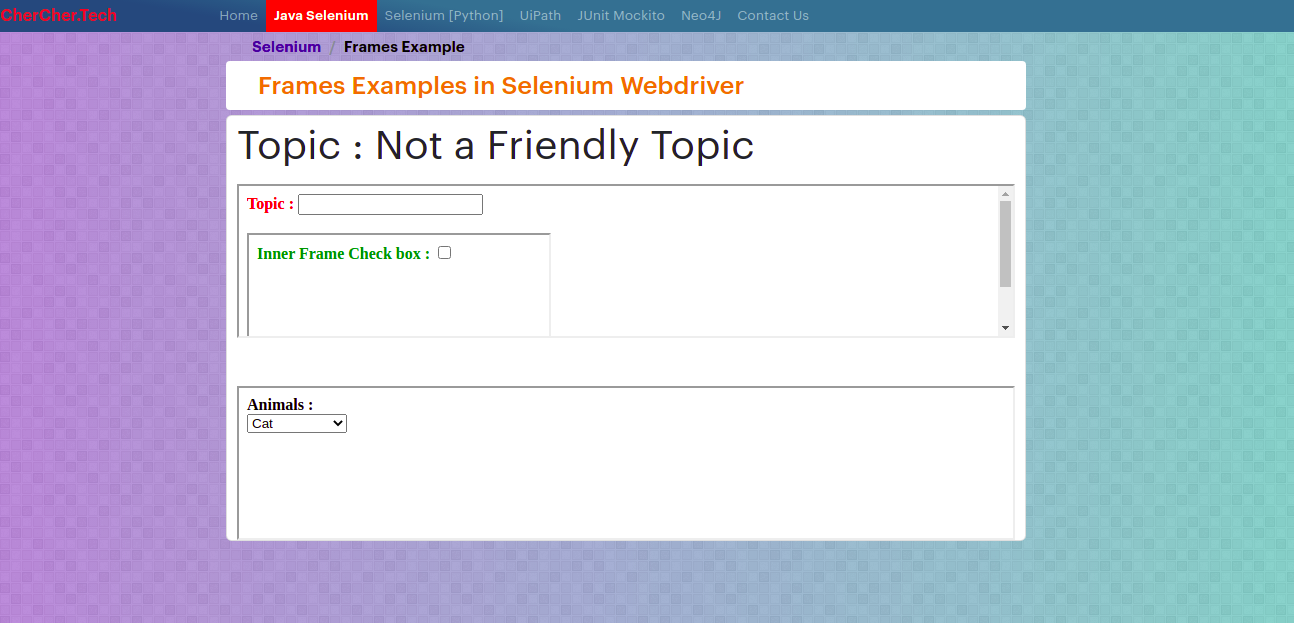 CherCher.Tech Home Java Selenium Selenium [Python] UiPath JUnit Mockito Neo4J Contact Us
Selenium / Frames Example
Frames Examples in Selenium Webdriver
Topic : Not a Friendly Topic
Topic :
Inner Frame Check box :
Animals :
Cat